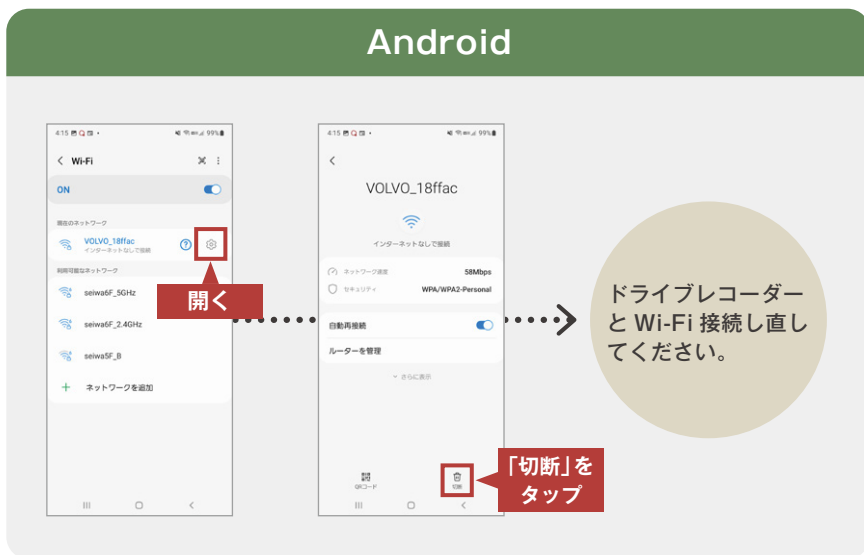 Android
4:15
99%
Wi-Fi
ON
現在のネットワーク
VOLVO_18ffac
インターネットなしで接続
利用可能なネットワーク
seiwa6F_5GHz
seiwa6F_2.4GHz
seiwa5F_B
ネットワークを追加
開く
4:15
99%
VOLVO_18ffac
インターネットなしで接続
ネットワーク速度 58Mbps
セキュリティ WPA/WPA2-Personal
自動再接続
ルーターを管理
さらに表示
QRコード
切断
「切断」を
タップ
ドライブレコーダー
と Wi-Fi 接続し直し
てください。